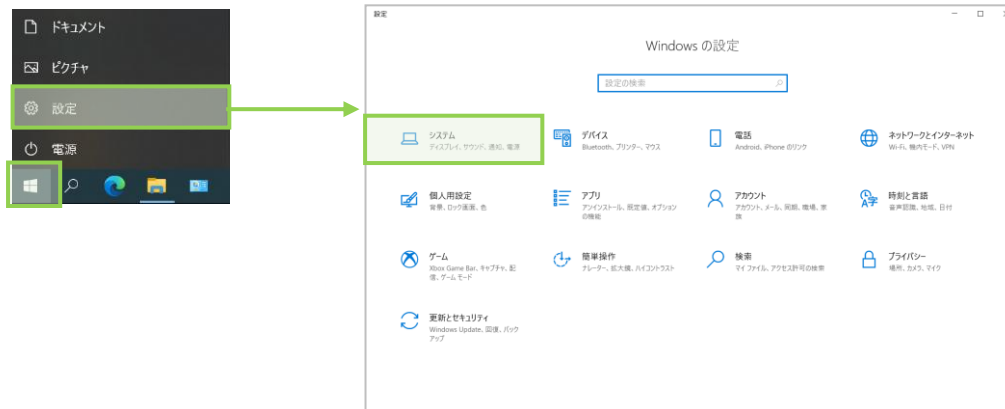 ドキュメント
ピクチャ
設定
電源
設定
Windows の設定
設定の検索
システム
ディスプレイ、サウンド、通知、電源
デバイス
Bluetooth、プリンター、マウス
電話
Android、iPhone のリンク
ネットワークとインターネット
Wi-Fi、機内モード、VPN
個人用設定
背景、ロック画面、色
アプリ
アンインストール、既定値、オプション
の機能
アカウント
アカウント、メール、同期、職場、家
族
時刻と言語
音声認識、地域、日付
ゲーム
Xbox Game Bar、キャプチャ、配
信、ゲーム モード
簡単操作
ナレーター、拡大鏡、ハイコントラスト
検索
マイ ファイル、アクセス許可の検索
プライバシー
場所、カメラ、マイク
更新とセキュリティ
Windows Update、回復、バック
アップ